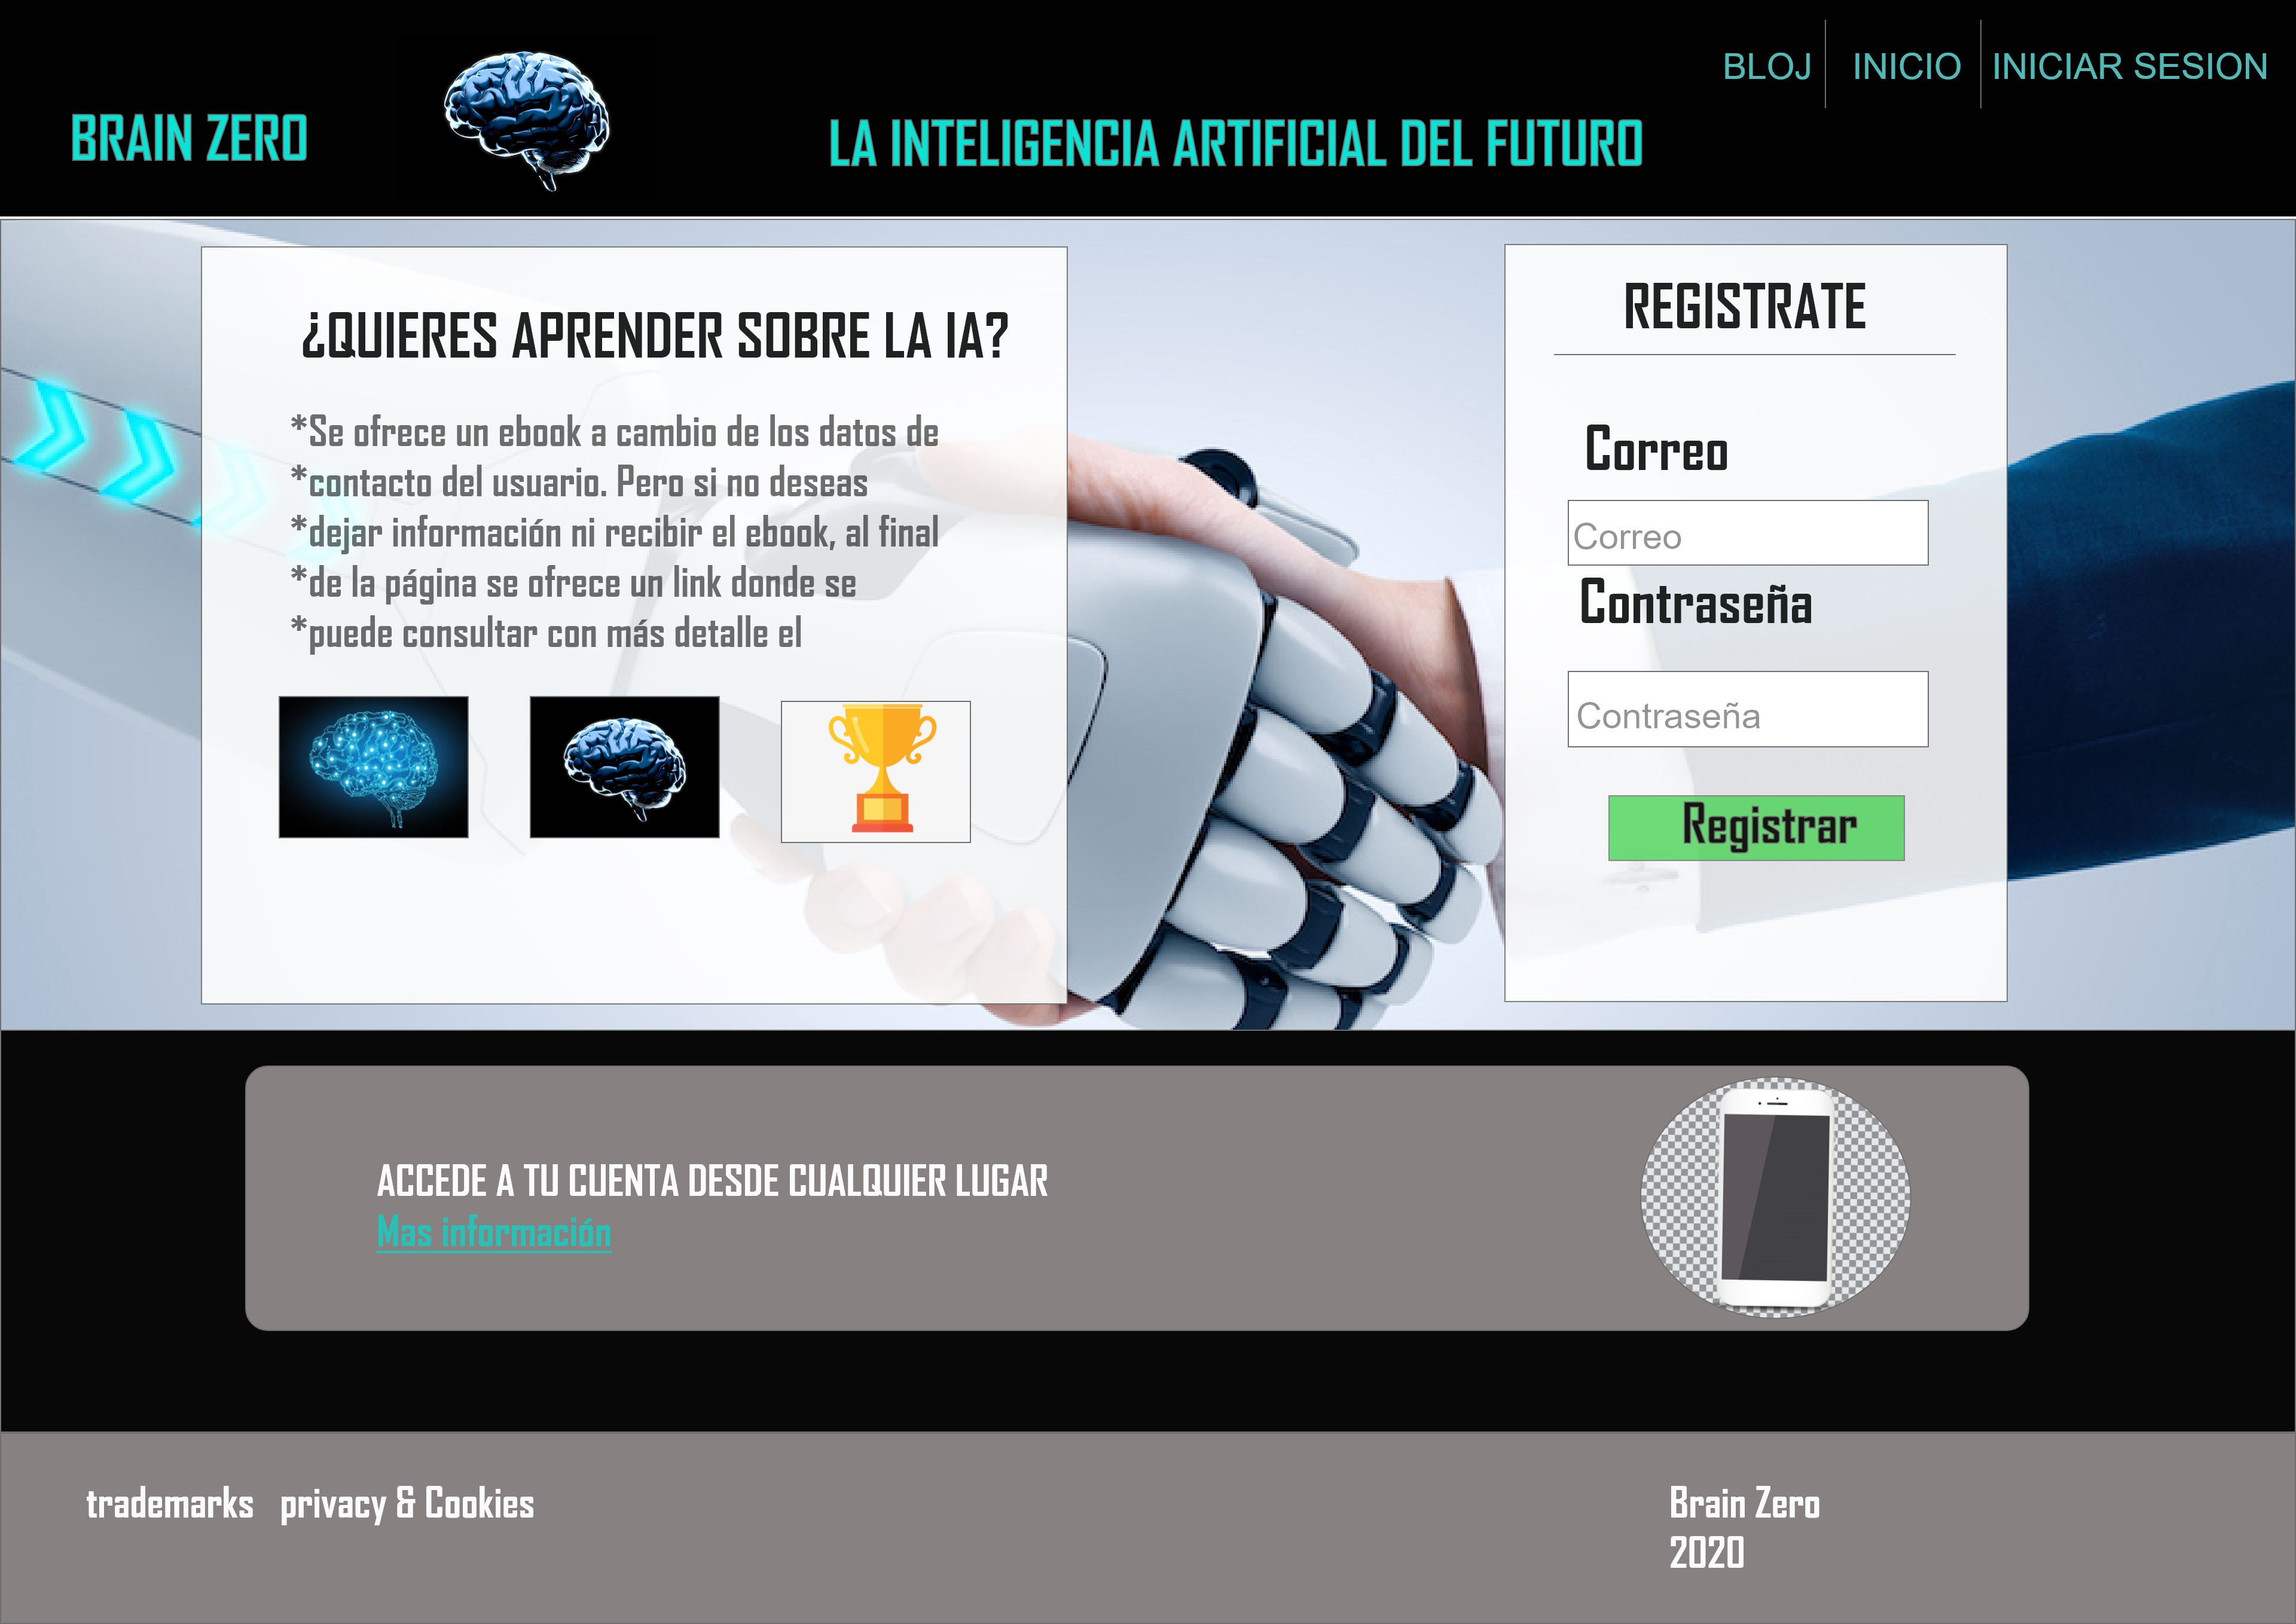 BLOJ
INICIO
INICIAR SESION
BRAIN ZERO
LA INTELIGENCIA ARTIFICIAL DEL FUTURO
¿QUIERES APRENDER SOBRE LA IA?
*Se ofrece un ebook a cambio de los datos de
*contacto del usuario. Pero si no deseas
*dejar información ni recibir el ebook, al final
*de la página se ofrece un link donde se
*puede consultar con más detalle el
REGISTRATE
Correo
Correo
Contraseña
Contraseña
Registrar
ACCEDE A TU CUENTA DESDE CUALQUIER LUGAR
Mas información
trademarks privacy & Cookies
Brain Zero
2020